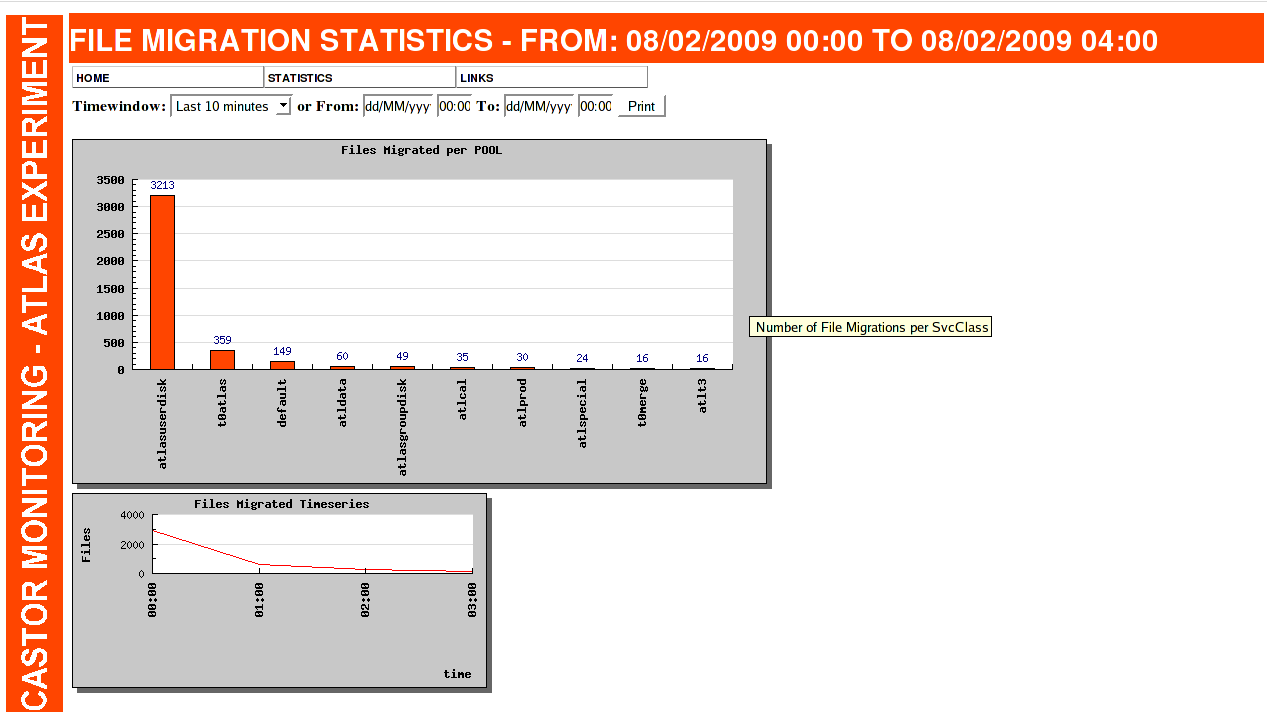 CASTOR MONITORING - ATLAS EXPERIMENT
FILE MIGRATION STATISTICS - FROM: 08/02/2009 00:00 TO 08/02/2009 04:00
HOME STATISTICS LINKS
Timewindow: Last 10 minutes or From: dd/MM/yyy 00:00 To: dd/MM/yyy 00:00 Print
Files Migrated per POOL
3500
3000
2500
2000
1500
1000
500
0
3213 359 149 60 49 35 30 24 16 16
atlasuserdisk t0atlas default atldata atlasgroupdisk atlcal atlprod atlspecial t0merge atlt3
Number of File Migrations per SvcClass
Files Migrated Timeseries
Files
4000
2000
0
00:00 01:00 02:00 03:00
time